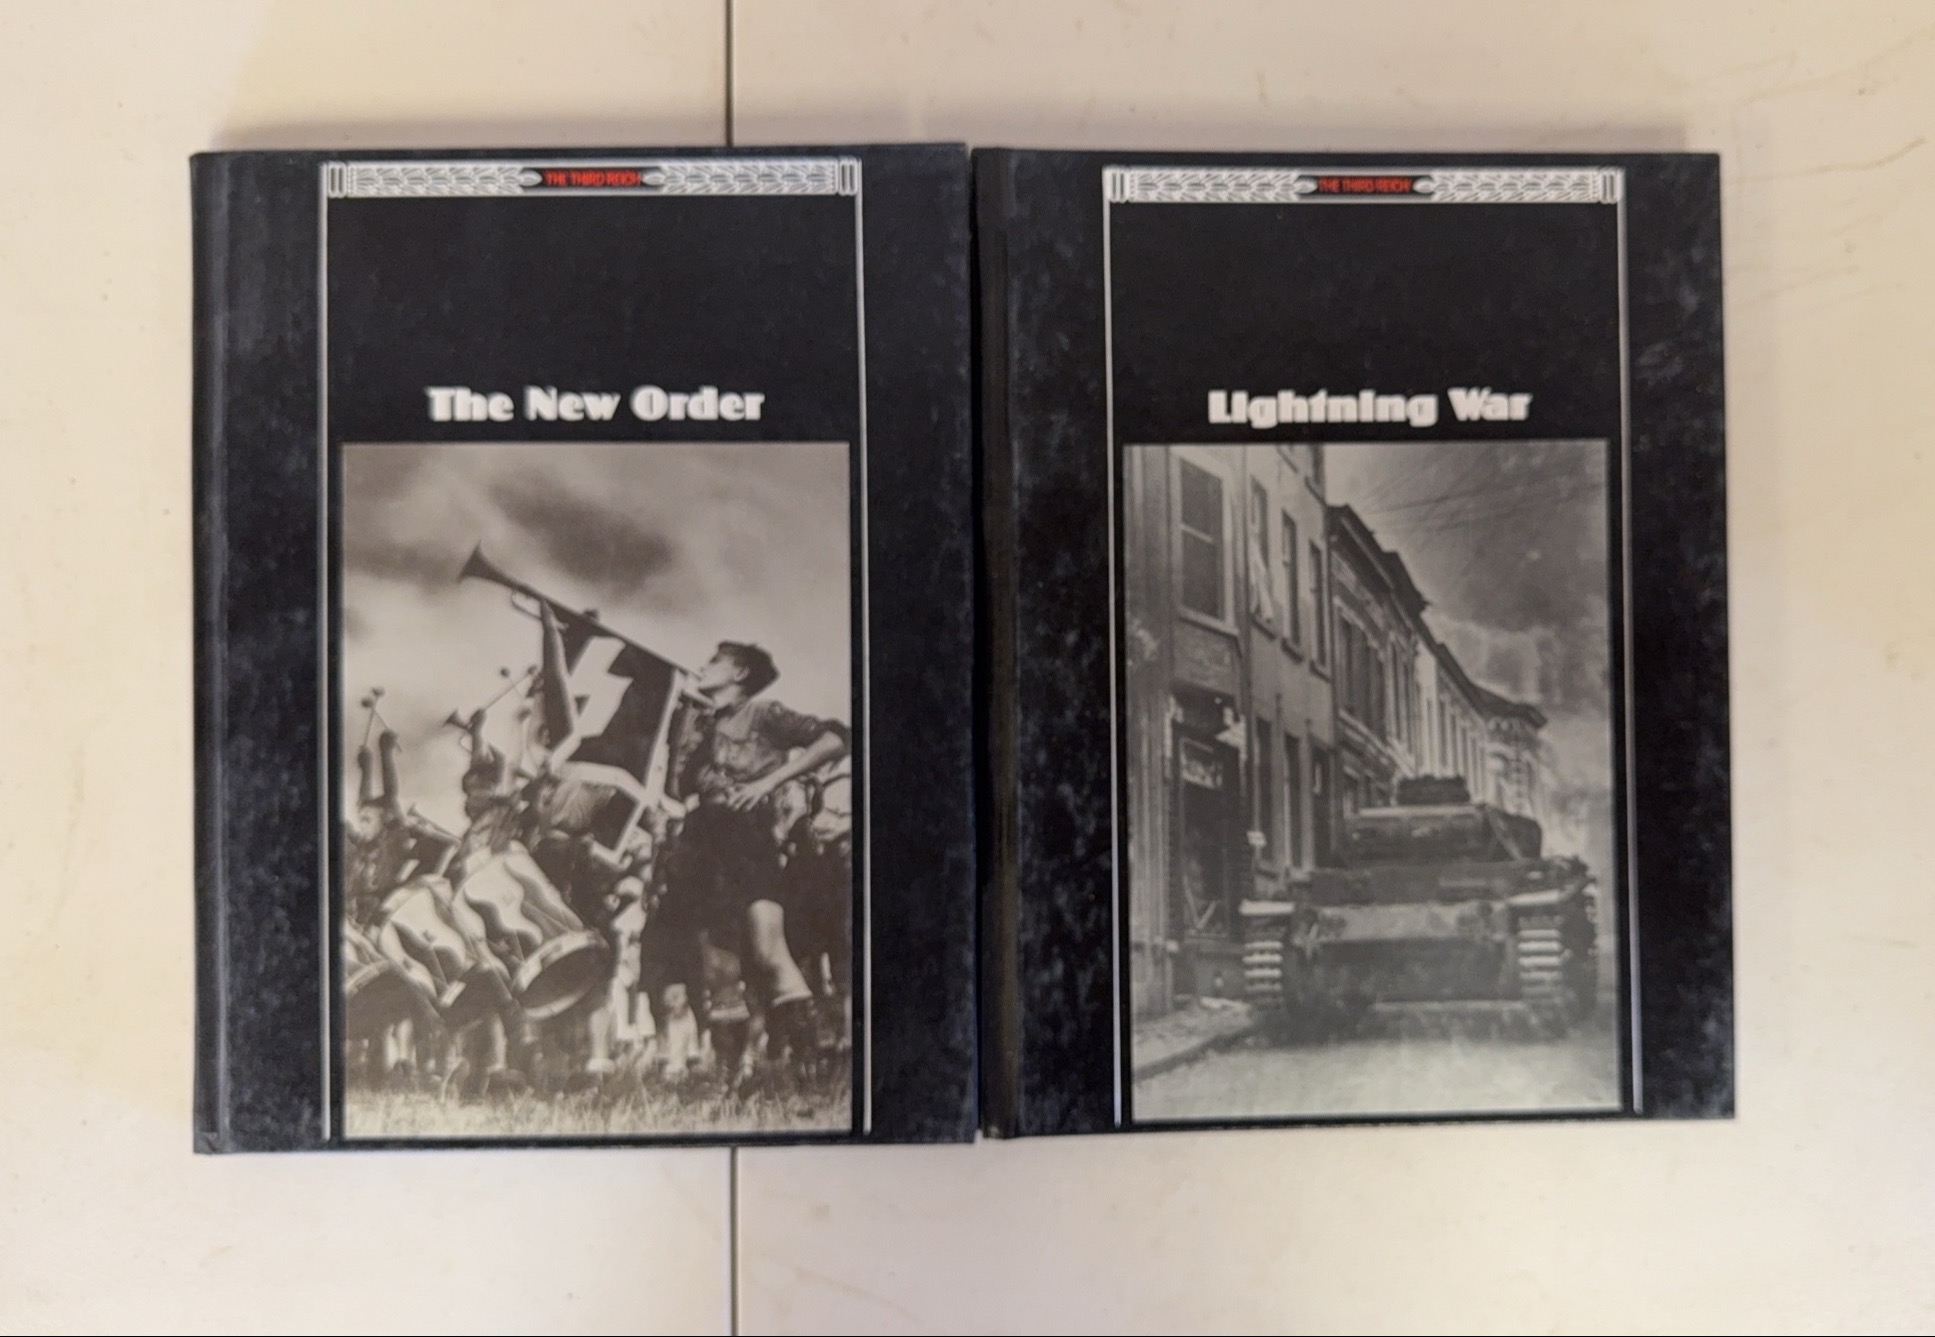 THE THIRD REICH
The New Order
THE THIRD REICH
Lightning War